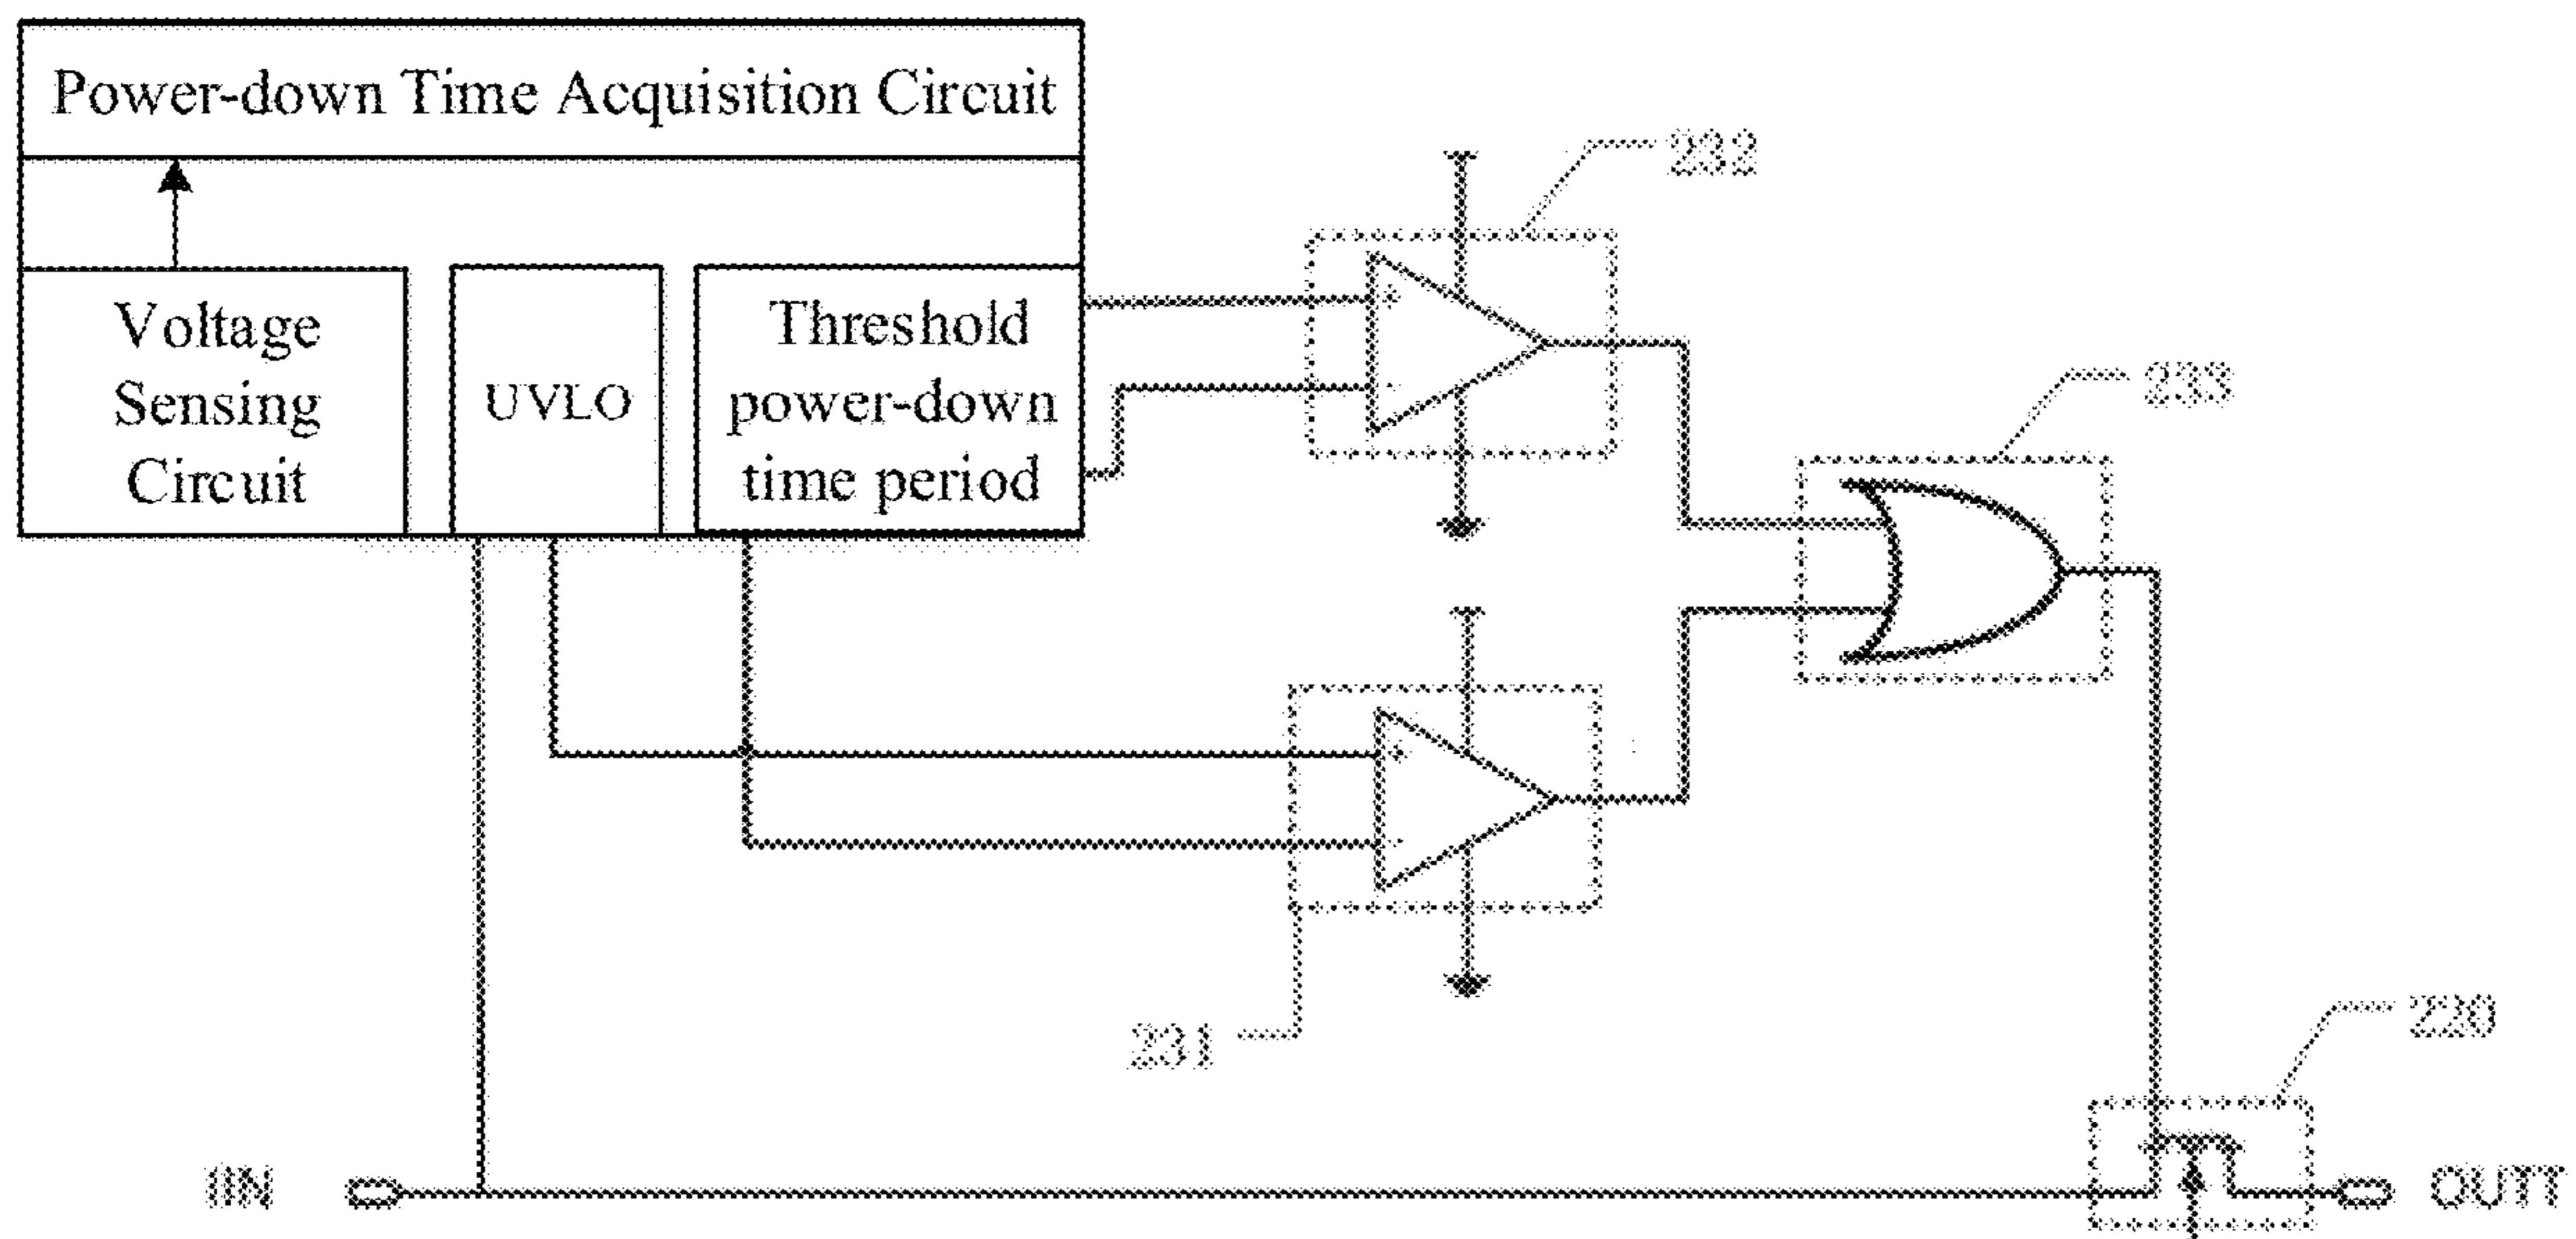 Power-down Time Acquisition Circuit
232
Voltage
Sensing
Circuit
UVLO
Threshold
power-down
time period
+
-
233
+
-
231
220
IIN
OUTT